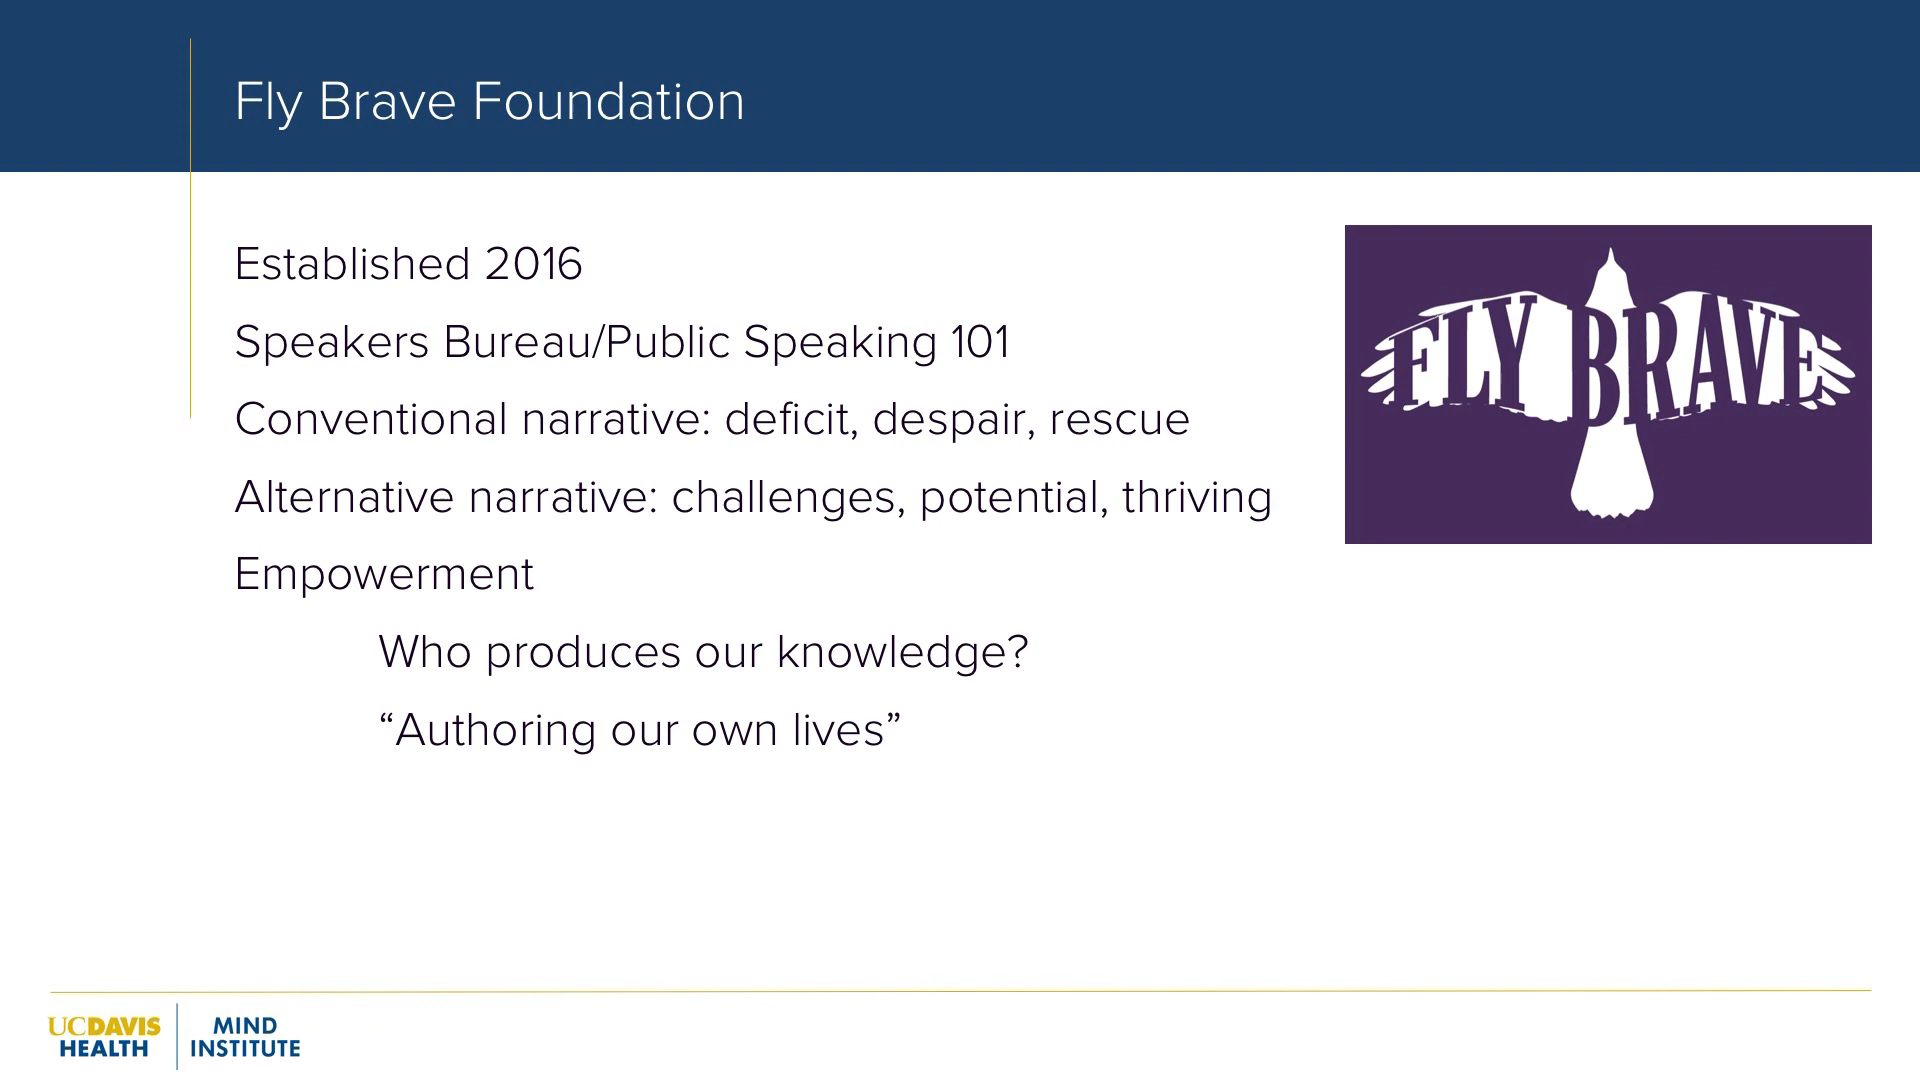 Fly Brave Foundation
Established 2016
Speakers Bureau/Public Speaking 101
Conventional narrative: deficit, despair, rescue
Alternative narrative: challenges, potential, thriving
Empowerment
Who produces our knowledge?
“Authoring our own lives”
FLY BRAVE
UCDAVIS
HEALTH
MIND
INSTITUTE